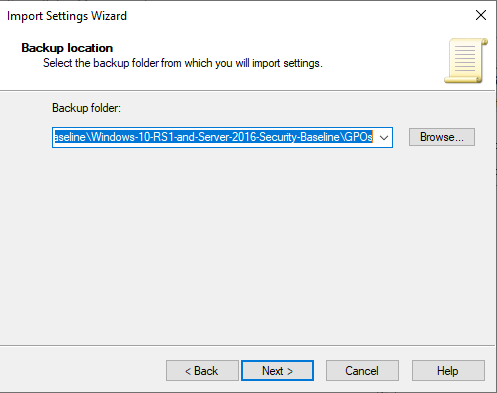 Import Settings Wizard
Backup location
Select the backup folder from which you will import settings.
Backup folder:
aseline\Windows-10-RS1-and-Server-2016-Security-Baseline\GPOs
Browse...
< Back
Next >
Cancel
Help